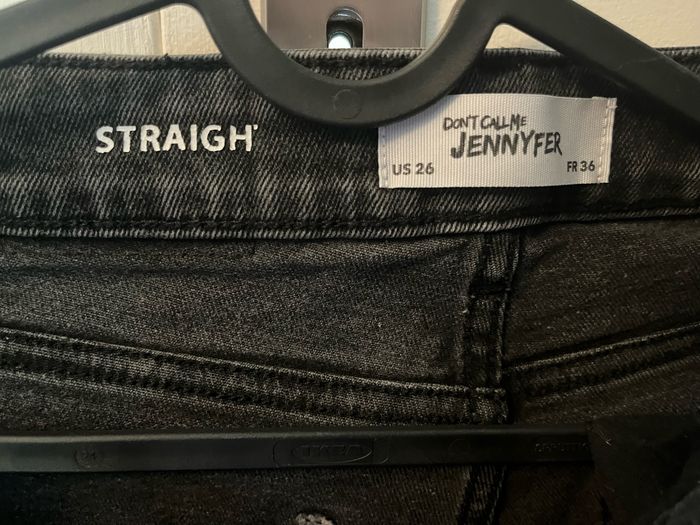 STRAIGH'
DON'T CALL ME
JENNYFER
US 26
FR 36